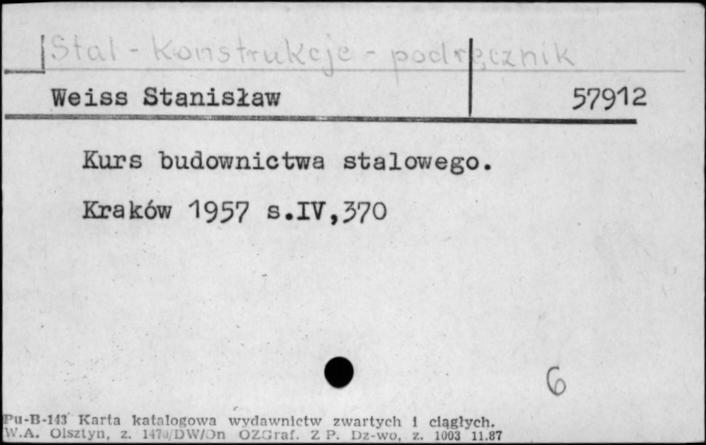 Stal - konstrukcje - podręcznik
Weiss Stanisław 57912
Kurs budownictwa stalowego.
Kraków 1957 s.IV,370
6
Pu-B-143 Karta katalogowa wydawnictw zwartych i ciągłych.
W.A. Olsztyn, z. DW/On OZGraf. Z P. Dz-wo, z. 1003 11.87